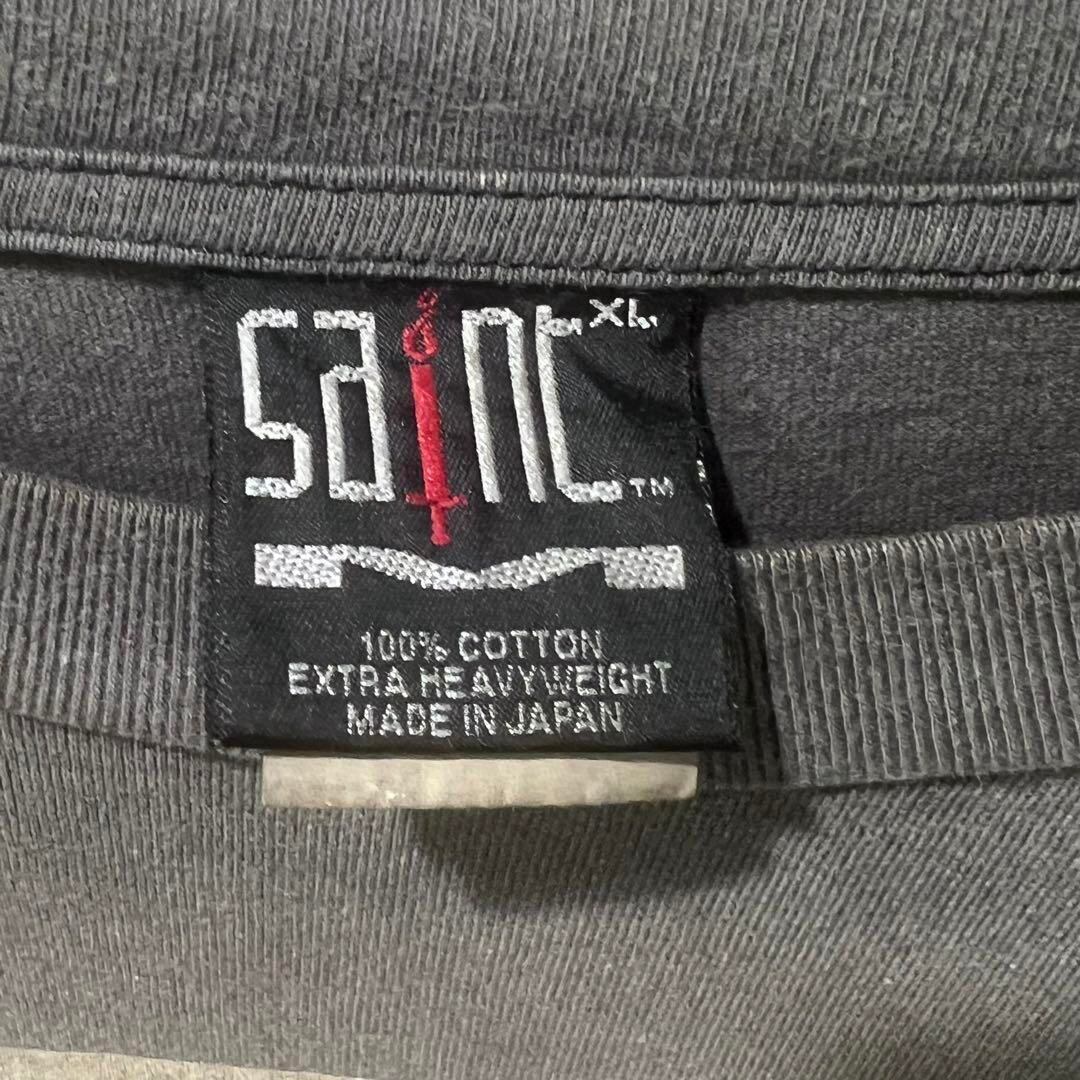 SaiNt XL
TM
100% COTTON
EXTRA HEAVYWEIGHT
MADE IN JAPAN